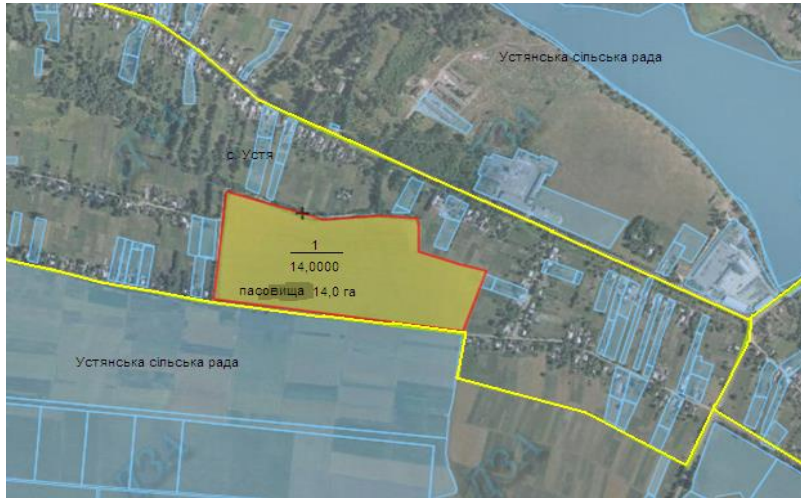 Устянська сільська рада
с. Устя
1
14,0000
пасовища 14,0 га
Устянська сільська рада